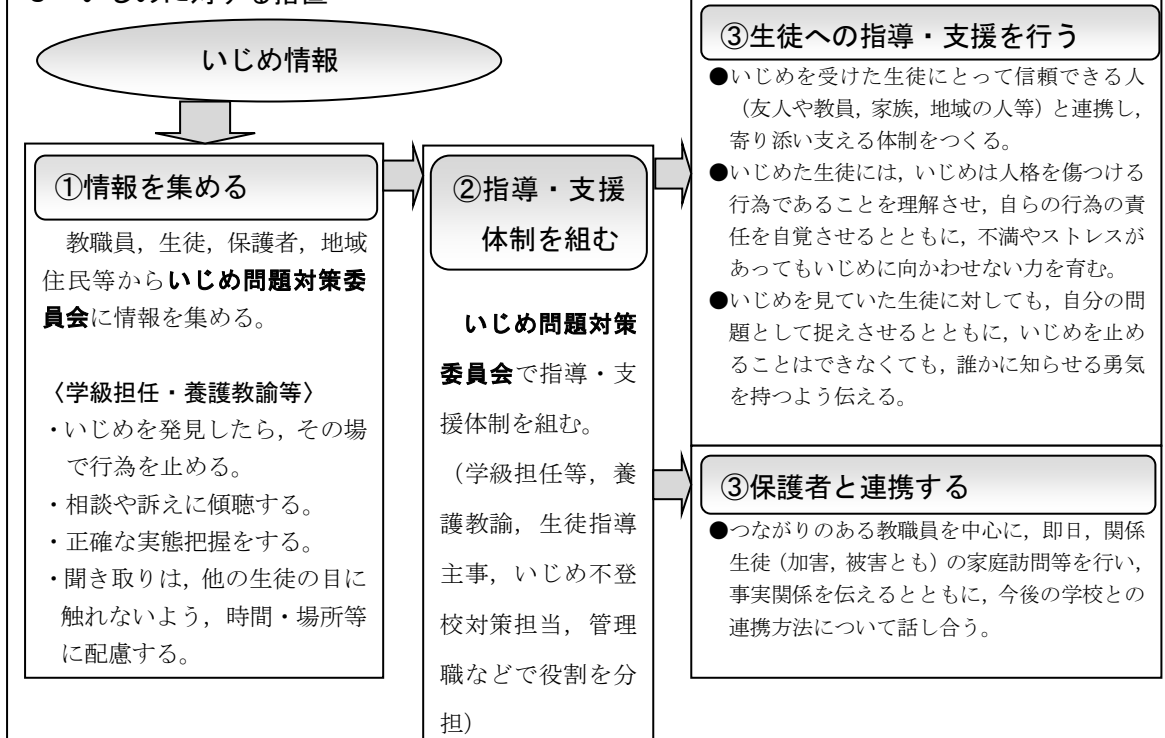 いじめに対する措置
いじめ情報
①情報を集める
教職員，生徒，保護者，地域
住民等からいじめ問題対策委
員会に情報を集める。
〈学級担任・養護教諭等〉
・いじめを発見したら，その場
で行為を止める。
・相談や訴えに傾聴する。
・正確な実態把握をする。
・聞き取りは，他の生徒の目に
触れないよう，時間・場所等
に配慮する。
②指導・支援
体制を組む
いじめ問題対策
委員会で指導・支
援体制を組む。
（学級担任等，養
護教諭，生徒指導
主事，いじめ不登
校対策担当，管理
職などで役割を分
担）
③生徒への指導・支援を行う
●いじめを受けた生徒にとって信頼できる人
（友人や教員，家族，地域の人等）と連携し，
寄り添い支える体制をつくる。
●いじめた生徒には，いじめは人格を傷つける
行為であることを理解させ，自らの行為の責
任を自覚させるとともに，不満やストレスが
あってもいじめに向かわせない力を育む。
●いじめを見ていた生徒に対しても，自分の問
題として捉えさせるとともに，いじめを止め
ることはできなくても，誰かに知らせる勇気
を持つよう伝える。
③保護者と連携する
●つながりのある教職員を中心に，即日，関係
生徒（加害，被害とも）の家庭訪問等を行い，
事実関係を伝えるとともに，今後の学校との
連携方法について話し合う。